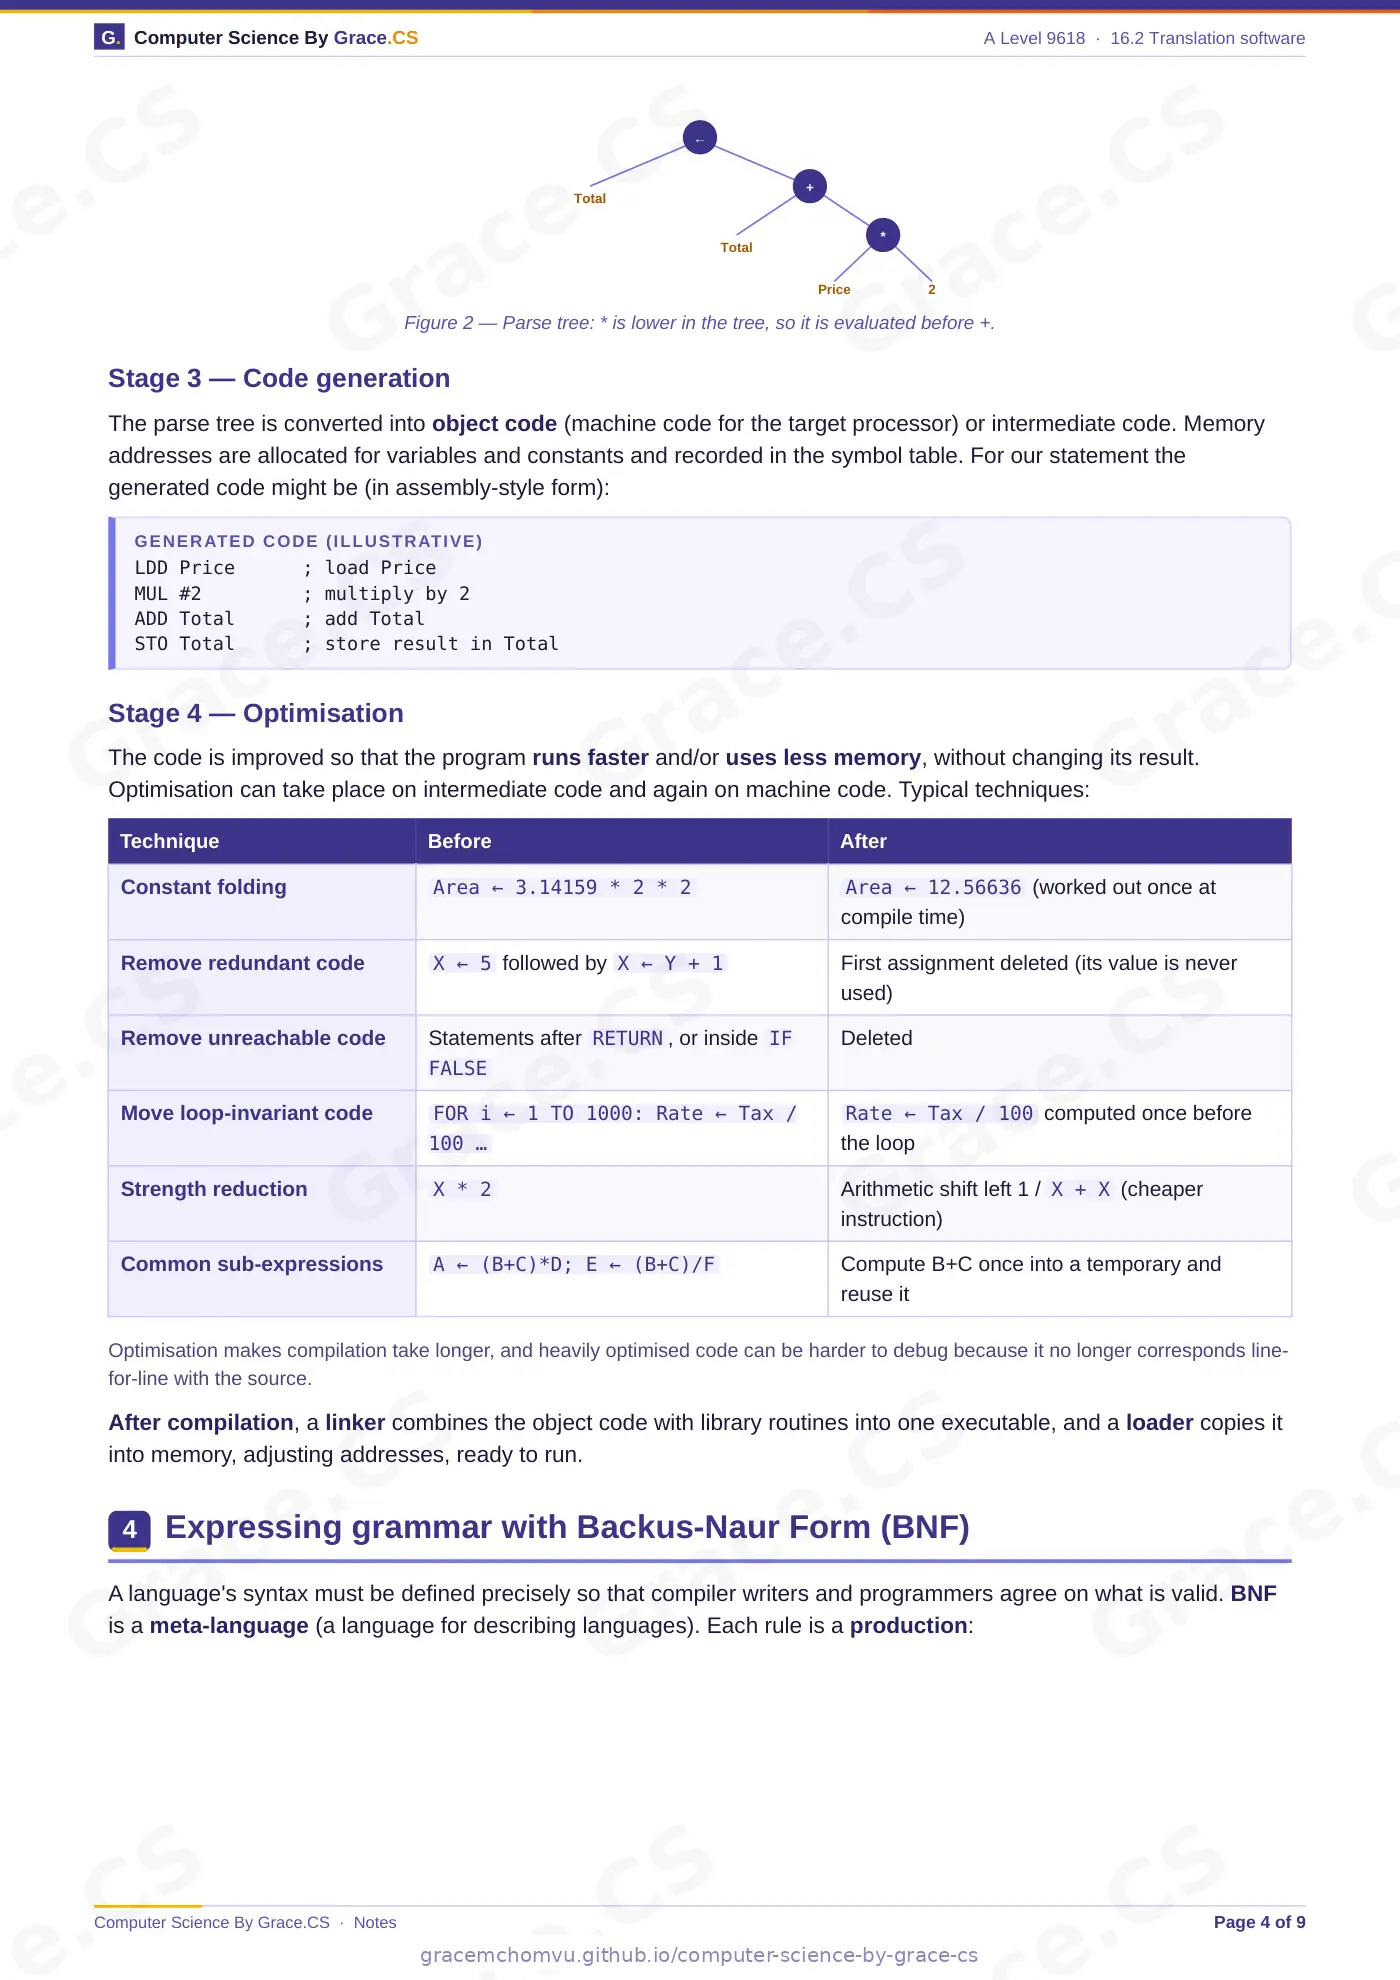 G. Computer Science By Grace.CS
A Level 9618 · 16.2 Translation software
←
Total
+
Total
*
Price
2
Figure 2 — Parse tree: * is lower in the tree, so it is evaluated before +.
Stage 3 — Code generation
The parse tree is converted into object code (machine code for the target processor) or intermediate code. Memory
addresses are allocated for variables and constants and recorded in the symbol table. For our statement the
generated code might be (in assembly-style form):
GENERATED CODE (ILLUSTRATIVE)
LDD Price ; load Price
MUL #2 ; multiply by 2
ADD Total ; add Total
STO Total ; store result in Total
Stage 4 — Optimisation
The code is improved so that the program runs faster and/or uses less memory, without changing its result.
Optimisation can take place on intermediate code and again on machine code. Typical techniques:
Technique Before After
Constant folding Area ← 3.14159 * 2 * 2 Area ← 12.56636 (worked out once at
compile time)
Remove redundant code X ← 5 followed by X ← Y + 1 First assignment deleted (its value is never
used)
Remove unreachable code Statements after RETURN, or inside IF Deleted
FALSE
Move loop-invariant code FOR i ← 1 TO 1000: Rate ← Tax / Rate ← Tax / 100 computed once before
100 … the loop
Strength reduction X * 2 Arithmetic shift left 1 / X + X (cheaper
instruction)
Common sub-expressions A ← (B+C)*D; E ← (B+C)/F Compute B+C once into a temporary and
reuse it
Optimisation makes compilation take longer, and heavily optimised code can be harder to debug because it no longer corresponds line-
for-line with the source.
After compilation, a linker combines the object code with library routines into one executable, and a loader copies it
into memory, adjusting addresses, ready to run.
4 Expressing grammar with Backus-Naur Form (BNF)
A language's syntax must be defined precisely so that compiler writers and programmers agree on what is valid. BNF
is a meta-language (a language for describing languages). Each rule is a production:
Computer Science By Grace.CS · Notes
Page 4 of 9
gracemchomvu.github.io/computer-science-by-grace-cs